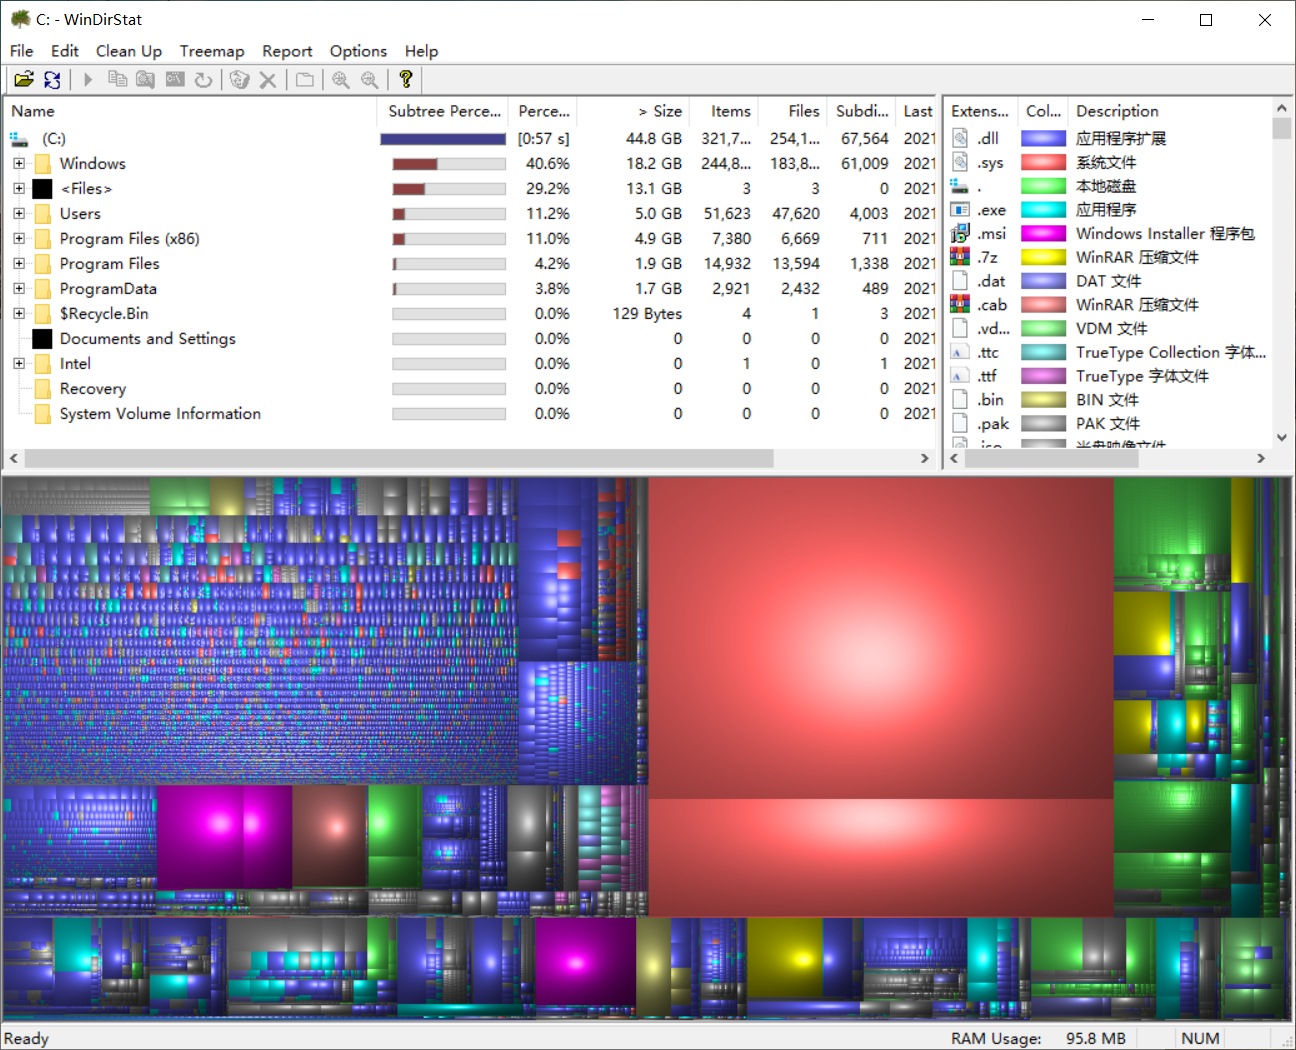 C: - WinDirStat
File Edit Clean Up Treemap Report Options Help
Name Subtree Perce... Perce... > Size Items Files Subdi... Last
(C:) [0:57 s] 44.8 GB 321,7... 254,1... 67,564 2021
Windows 40.6% 18.2 GB 244,8... 183,8... 61,009 2021
<Files> 29.2% 13.1 GB 3 3 0 2021
Users 11.2% 5.0 GB 51,623 47,620 4,003 2021
Program Files (x86) 11.0% 4.9 GB 7,380 6,669 711 2021
Program Files 4.2% 1.9 GB 14,932 13,594 1,338 2021
ProgramData 3.8% 1.7 GB 2,921 2,432 489 2021
$Recycle.Bin 0.0% 129 Bytes 4 1 3 2021
Documents and Settings 0.0% 0 0 0 0 2021
Intel 0.0% 0 1 0 1 2021
Recovery 0.0% 0 0 0 0 2021
System Volume Information 0.0% 0 0 0 0 2021
Extens... Col... Description
.dll 应用程序扩展
.sys 系统文件
. 本地磁盘
.exe 应用程序
.msi Windows Installer 程序包
.7z WinRAR 压缩文件
.dat DAT 文件
.cab WinRAR 压缩文件
.vd... VDM 文件
.ttc TrueType Collection 字体...
.ttf TrueType 字体文件
.bin BIN 文件
.pak PAK 文件
.iso 光盘映像文件
Ready RAM Usage: 95.8 MB NUM